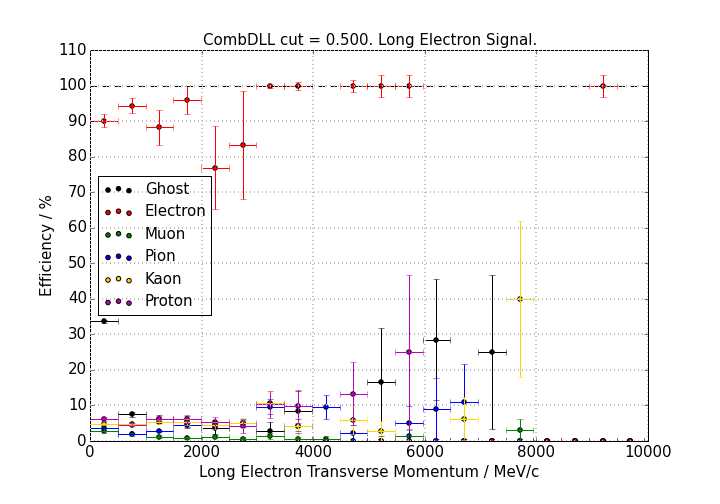 CombDLL cut = 0.500. Long Electron Signal.
110
100
90
80
70
60
50
40
30
20
10
0
Efficiency / %
Ghost
Electron
Muon
Pion
Kaon
Proton
0 2000 4000 6000 8000 10000
Long Electron Transverse Momentum / MeV/c